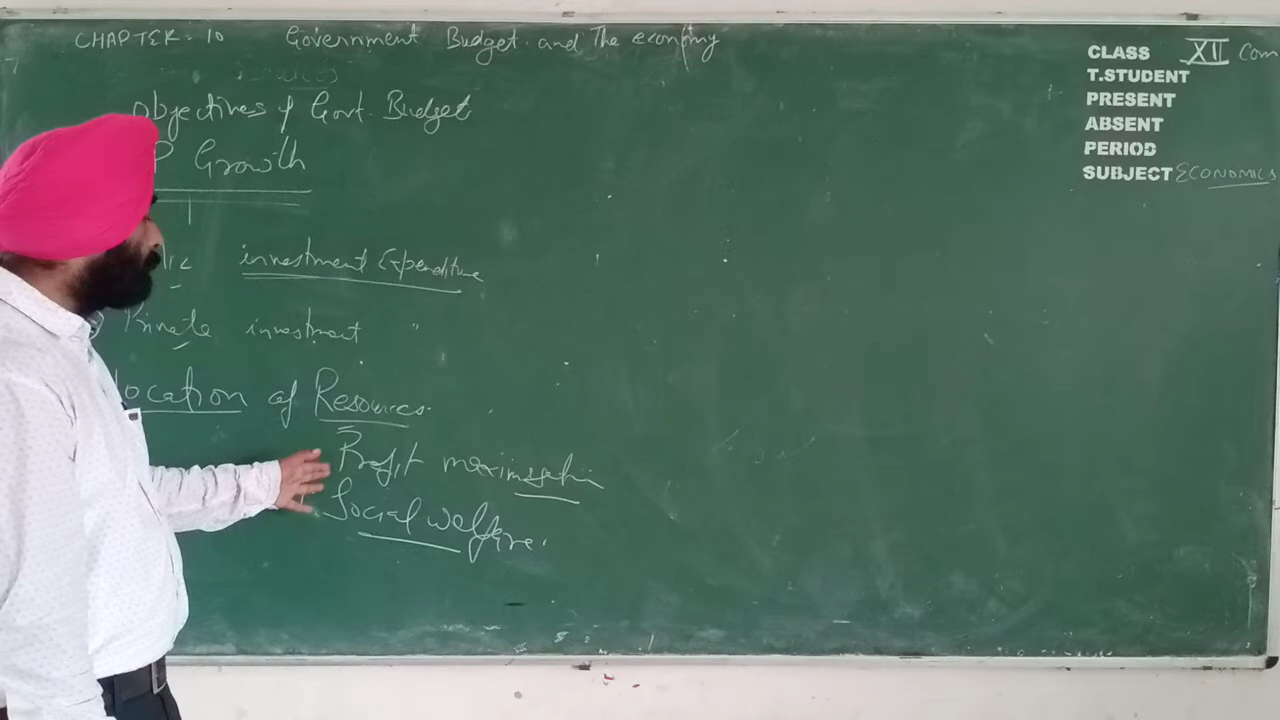 CHAPTER. 10 Government Budget. and The economy
Objectives of Govt. Budget
P Growth
investment Expenditure
Private investment "
location of Resources.
Profit maximisation
Social welfare.
CLASS XII Com
T.STUDENT
PRESENT
ABSENT
PERIOD
SUBJECT ECONOMICS